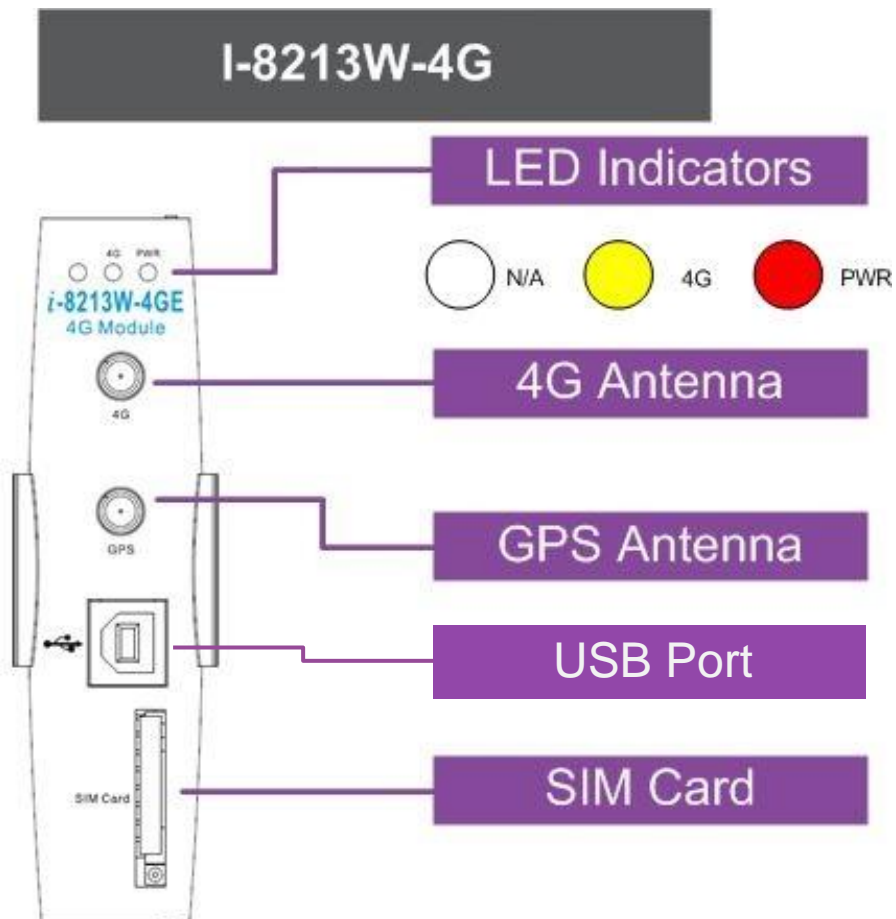 I-8213W-4G
LED Indicators
N/A
4G
PWR
4G PWR
i-8213W-4GE
4G Module
4G Antenna
4G
GPS Antenna
GPS
USB Port
SIM Card
SIM Card